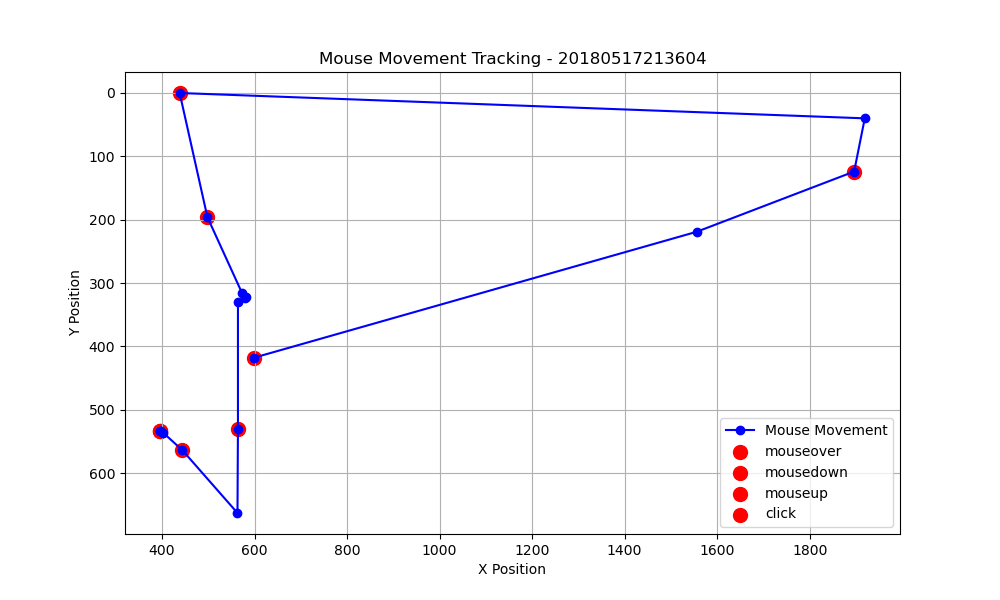 Mouse Movement Tracking - 20180517213604
0
100
200
300
400
500
600
Y Position
400
600
800
1000
1200
1400
1600
1800
X Position
Mouse Movement
mouseover
mousedown
mouseup
click